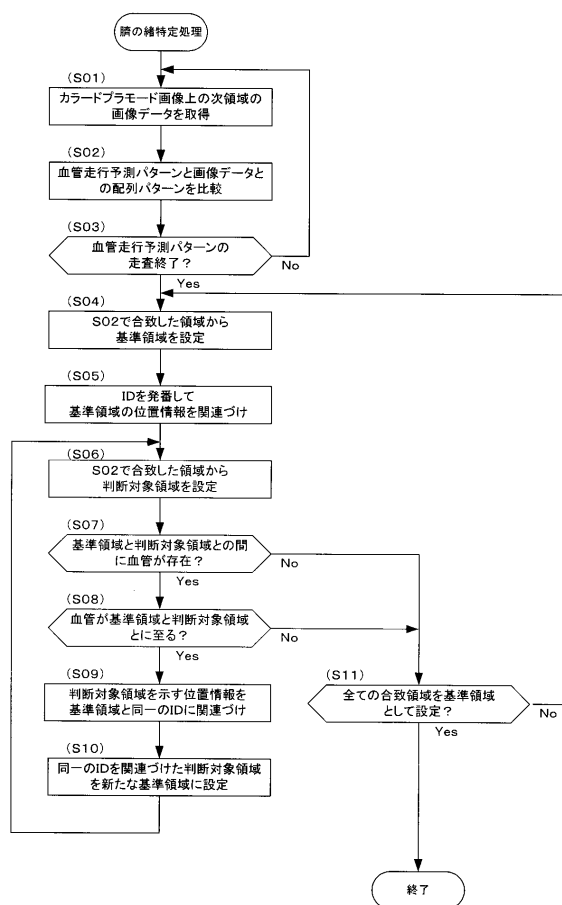 臍の緒特定処理
(S01)
カラードプラモード画像上の次領域の
画像データを取得
(S02)
血管走行予測パターンと画像データと
の配列パターンを比較
(S03)
血管走行予測パターンの
走査終了？
No
Yes
(S04)
S02で合致した領域から
基準領域を設定
(S05)
IDを発番して
基準領域の位置情報を関連づけ
(S06)
S02で合致した領域から
判断対象領域を設定
(S07)
基準領域と判断対象領域との間
に血管が存在？
No
Yes
(S08)
血管が基準領域と判断対象領域
とに至る？
No
Yes
(S09)
判断対象領域を示す位置情報を
基準領域と同一のIDに関連づけ
(S10)
同一のIDを関連づけた判断対象領域
を新たな基準領域に設定
(S11)
全ての合致領域を基準領域
として設定？
No
Yes
終了